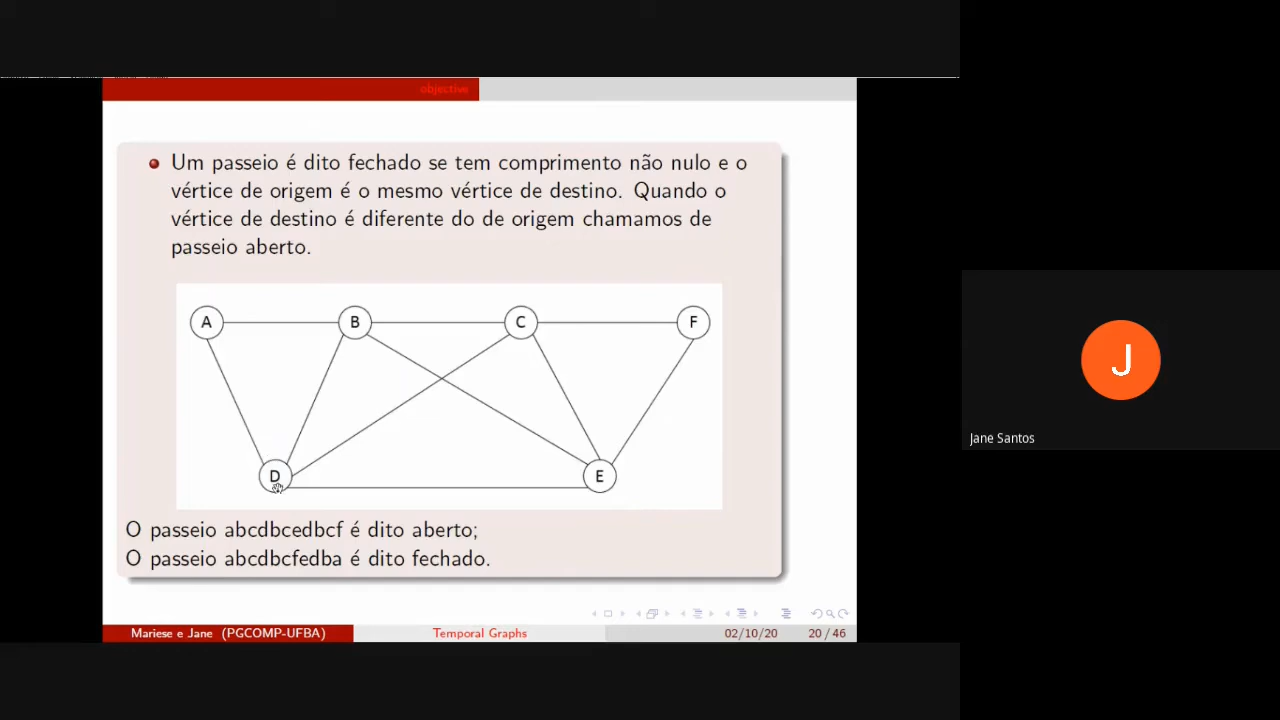 objective
Um passeio é dito fechado se tem comprimento não nulo e o
vértice de origem é o mesmo vértice de destino. Quando o
vértice de destino é diferente do de origem chamamos de
passeio aberto.
A B C F
D E
O passeio abcdbcedbcf é dito aberto;
O passeio abcdbcfedba é dito fechado.
J
Jane Santos
Mariese e Jane (PGCOMP-UFBA) Temporal Graphs 02/10/20 20 / 46